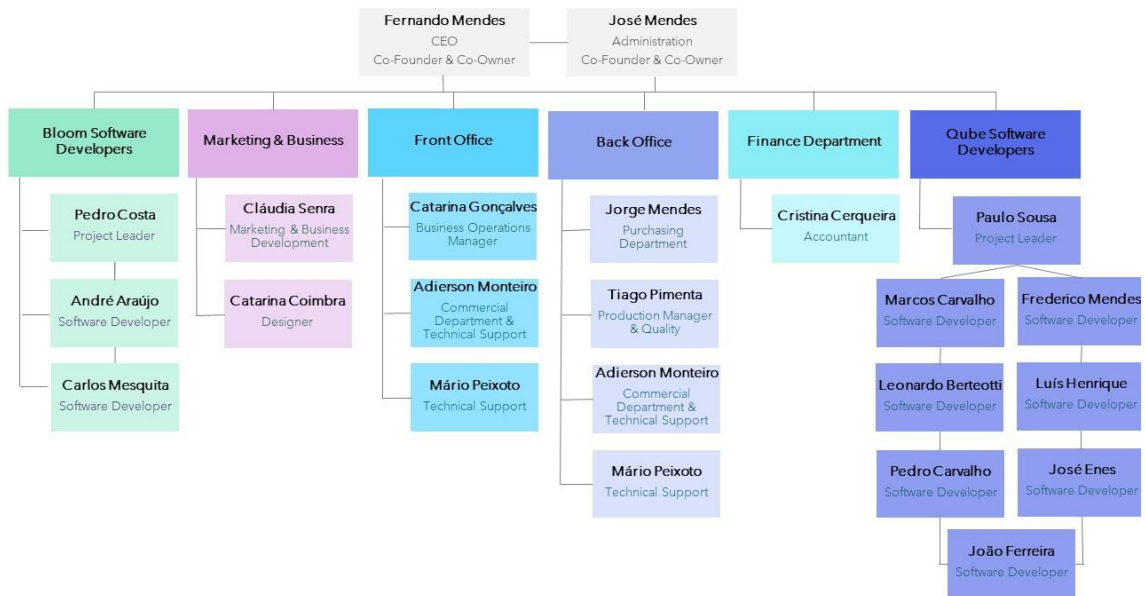 Fernando Mendes
CEO
Co-Founder & Co-Owner
José Mendes
Administration
Co-Founder & Co-Owner
Bloom Software
Developers
Marketing & Business
Front Office
Back Office
Finance Department
Qube Software
Developers
Pedro Costa
Project Leader
André Araújo
Software Developer
Carlos Mesquita
Software Developer
Cláudia Senra
Marketing & Business
Development
Catarina Coimbra
Designer
Catarina Gonçalves
Business Operations
Manager
Adierson Monteiro
Commercial
Department &
Technical Support
Mário Peixoto
Technical Support
Jorge Mendes
Purchasing
Department
Tiago Pimenta
Production Manager
& Quality
Adierson Monteiro
Commercial
Department &
Technical Support
Mário Peixoto
Technical Support
Cristina Cerqueira
Accountant
Paulo Sousa
Project Leader
Marcos Carvalho
Software Developer
Frederico Mendes
Software Developer
Leonardo Berteotti
Software Developer
Luís Henrique
Software Developer
Pedro Carvalho
Software Developer
José Enes
Software Developer
João Ferreira
Software Developer